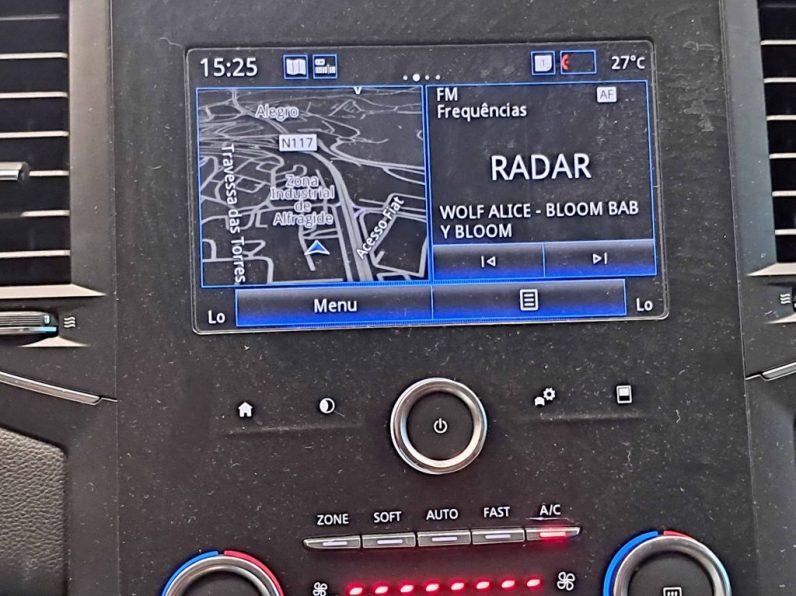 15:25
1
27°C
Alegro
N117
Zona
Industrial
de
Alfragide
Travessa das Torres
Acesso Fiat
FM
AF
Frequências
RADAR
WOLF ALICE - BLOOM BAB
Y BLOOM
Lo
Menu
Lo
ZONE SOFT AUTO FAST A/C